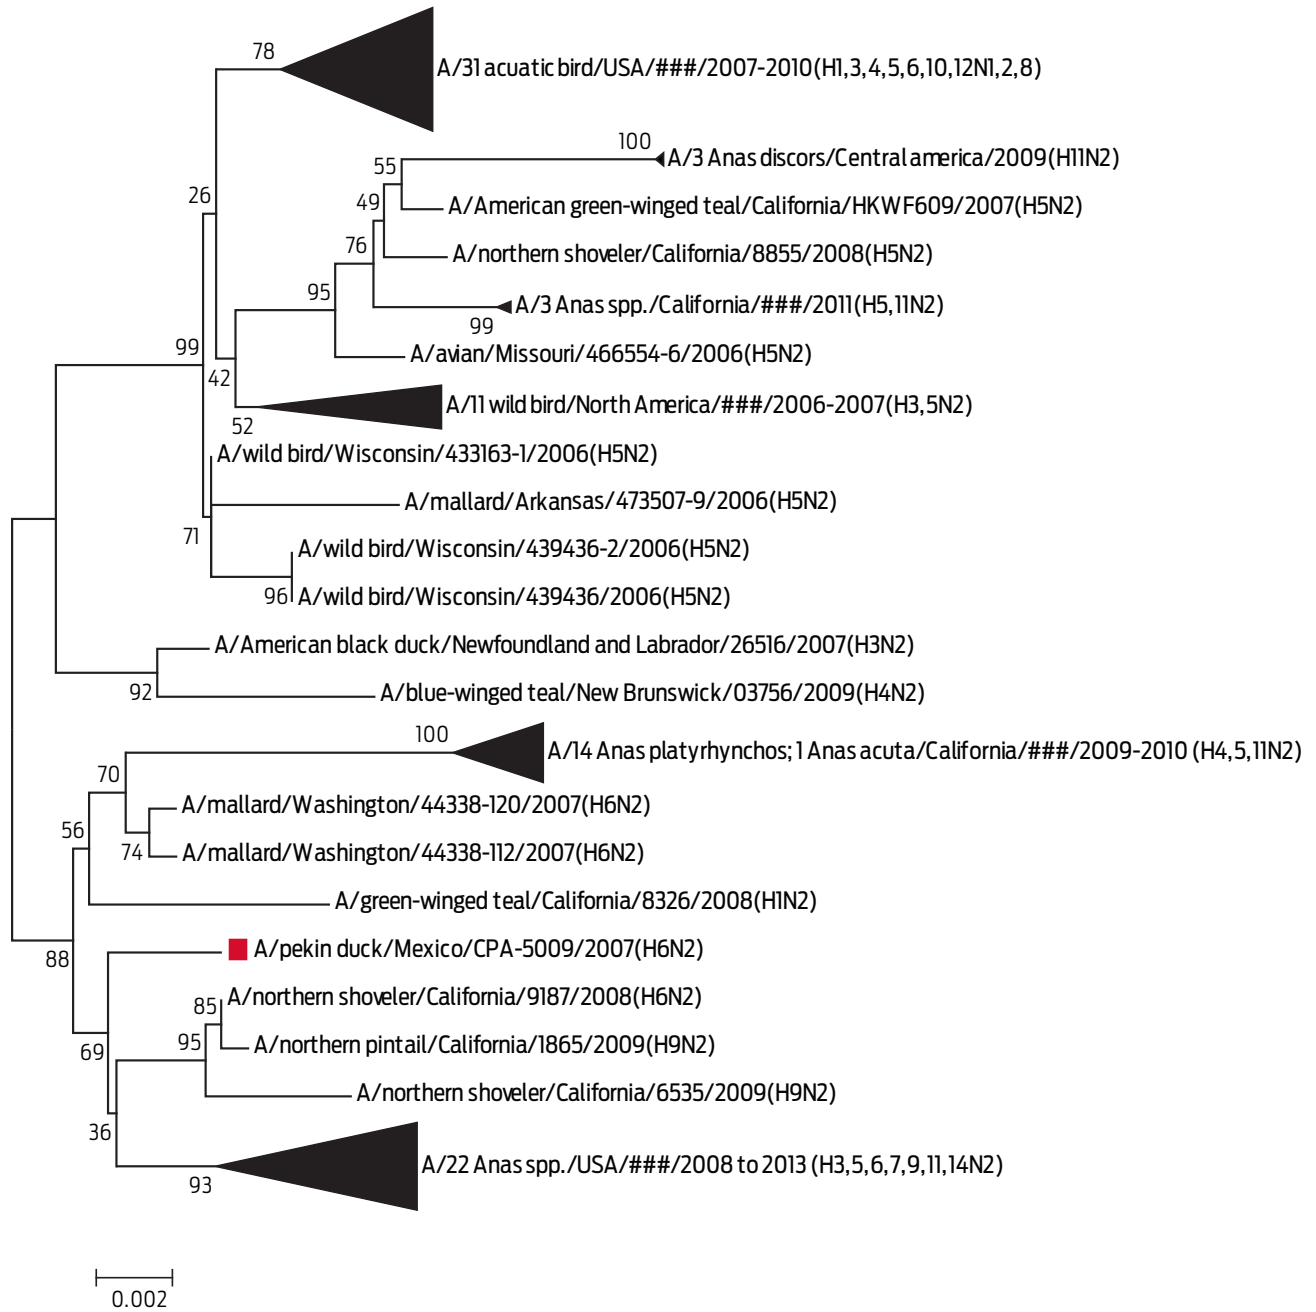 78
A/31 acuatic bird/USA/###/2007-2010(H1,3,4,5,6,10,12N1,2,8)
100
A/3 Anas discors/Central america/2009(H11N2)
55
26
49
A/American green-winged teal/California/HKWF609/2007(H5N2)
76
A/northern shoveler/California/8855/2008(H5N2)
95
A/3 Anas spp./California/###/2011(H5,11N2)
99
99
A/avian/Missouri/466554-6/2006(H5N2)
42
A/11 wild bird/North America/###/2006-2007(H3,5N2)
52
A/wild bird/Wisconsin/433163-1/2006(H5N2)
A/mallard/Arkansas/473507-9/2006(H5N2)
71
A/wild bird/Wisconsin/439436-2/2006(H5N2)
96
A/wild bird/Wisconsin/439436/2006(H5N2)
A/American black duck/Newfoundland and Labrador/26516/2007(H3N2)
92
A/blue-winged teal/New Brunswick/03756/2009(H4N2)
100
A/14 Anas platyrhynchos; 1 Anas acuta/California/###/2009-2010 (H4,5,11N2)
70
A/mallard/Washington/44338-120/2007(H6N2)
56
74
A/mallard/Washington/44338-112/2007(H6N2)
A/green-winged teal/California/8326/2008(H1N2)
A/pekin duck/Mexico/CPA-5009/2007(H6N2)
88
A/northern shoveler/California/9187/2008(H6N2)
85
95
A/northern pintail/California/1865/2009(H9N2)
69
A/northern shoveler/California/6535/2009(H9N2)
36
A/22 Anas spp./USA/###/2008 to 2013 (H3,5,6,7,9,11,14N2)
93
0.002